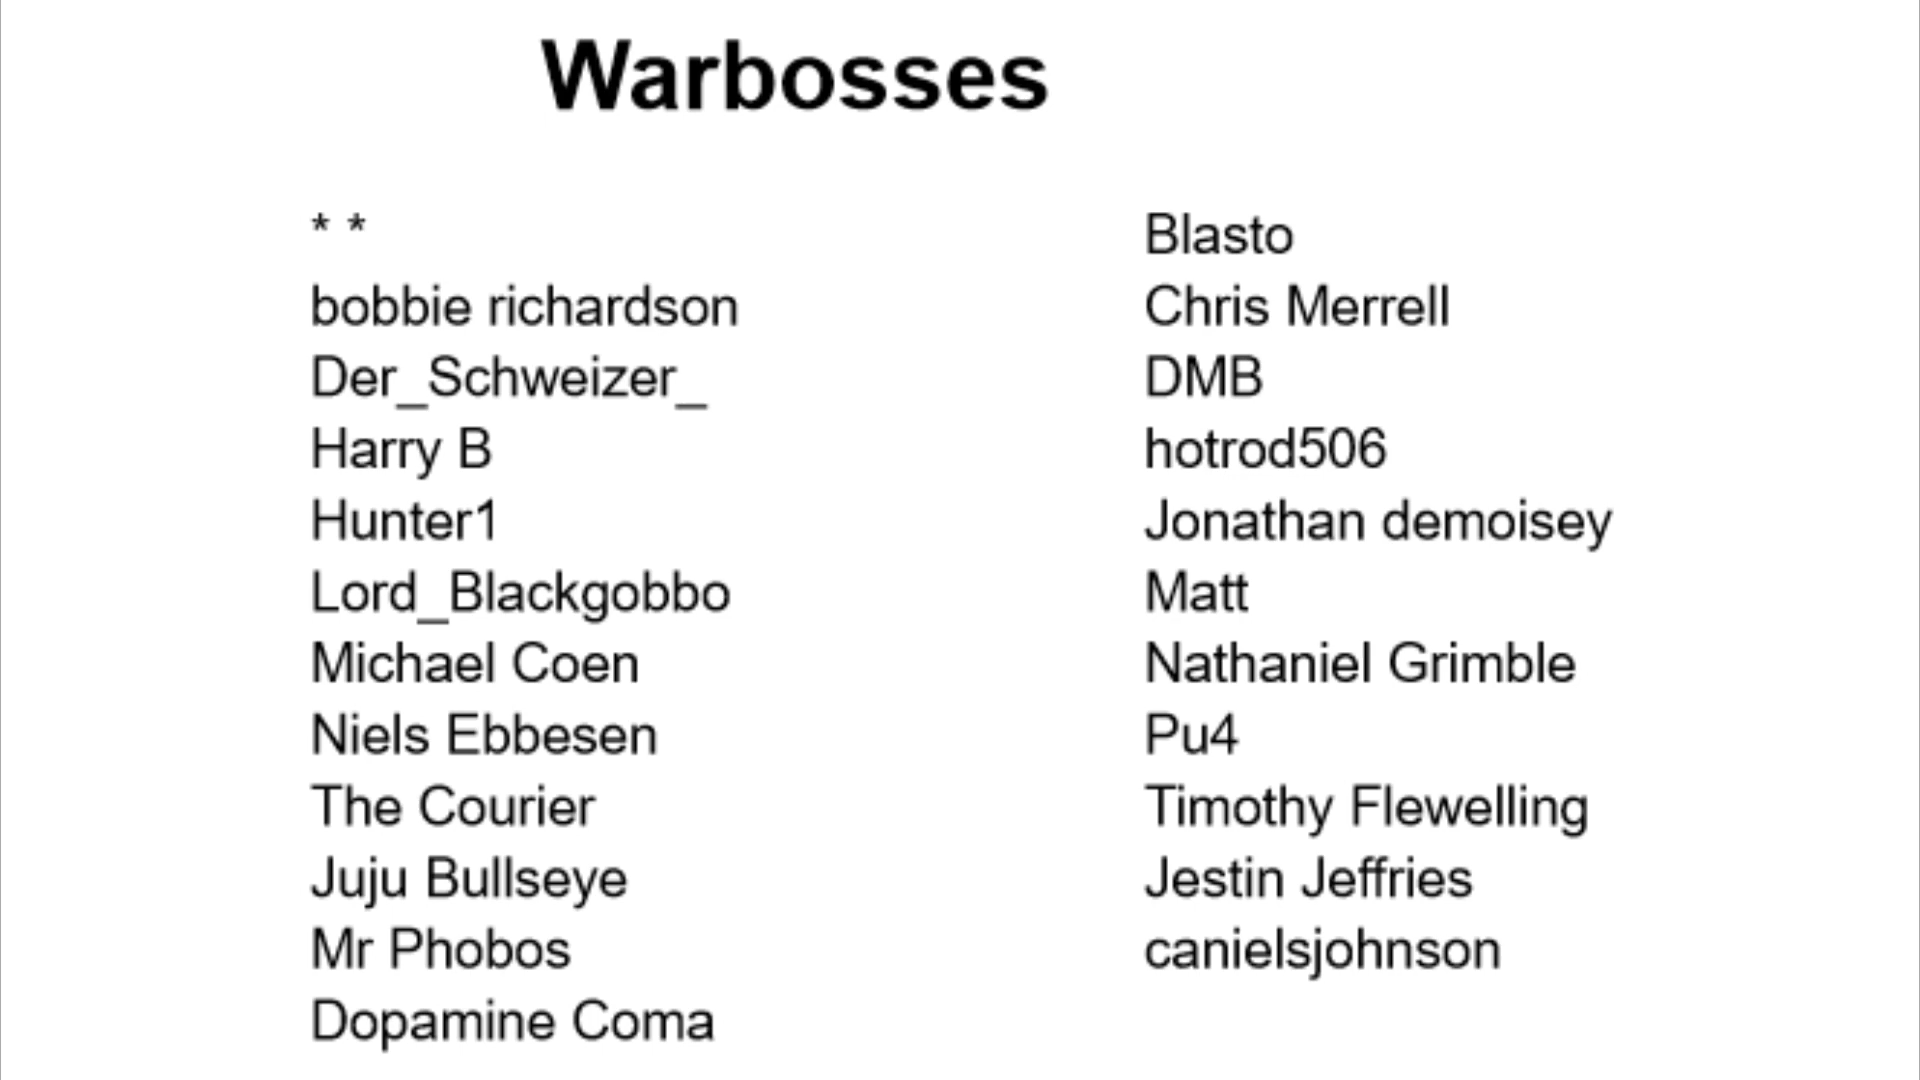 Warbosses
* *
bobbie richardson
Der_Schweizer_
Harry B
Hunter1
Lord_Blackgobbo
Michael Coen
Niels Ebbesen
The Courier
Juju Bullseye
Mr Phobos
Dopamine Coma
Blasto
Chris Merrell
DMB
hotrod506
Jonathan demoisey
Matt
Nathaniel Grimble
Pu4
Timothy Flewelling
Jestin Jeffries
canielsjohnson